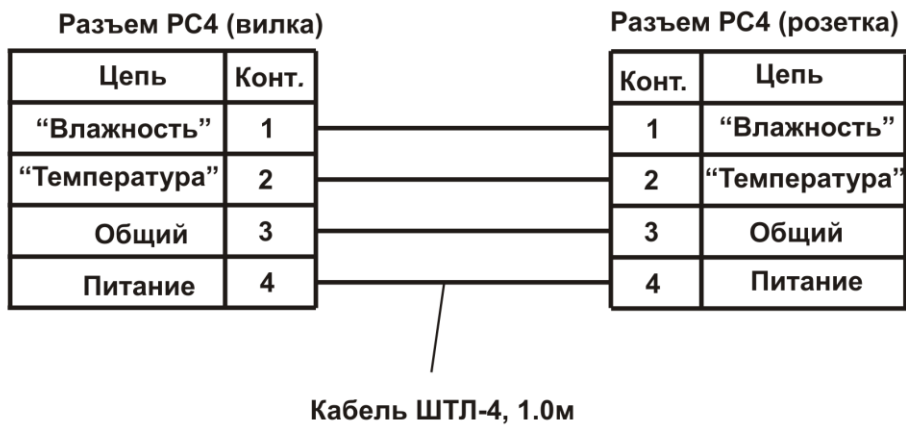 Разъем РС4 (вилка)
Разъем РС4 (розетка)
Цепь Конт.
Конт. Цепь
“Влажность” 1
1 “Влажность”
“Температура” 2
2 “Температура”
Общий 3
3 Общий
Питание 4
4 Питание
Кабель ШТЛ-4, 1.0м